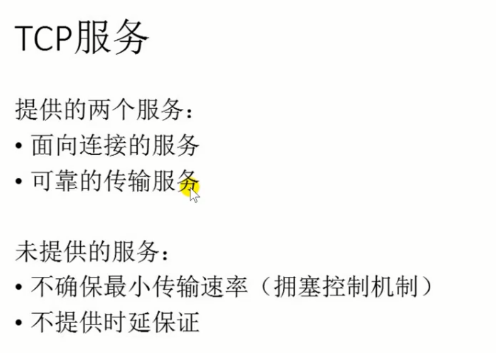 TCP服务
提供的两个服务：
• 面向连接的服务
• 可靠的传输服务
未提供的服务：
• 不确保最小传输速率（拥塞控制机制）
• 不提供时延保证